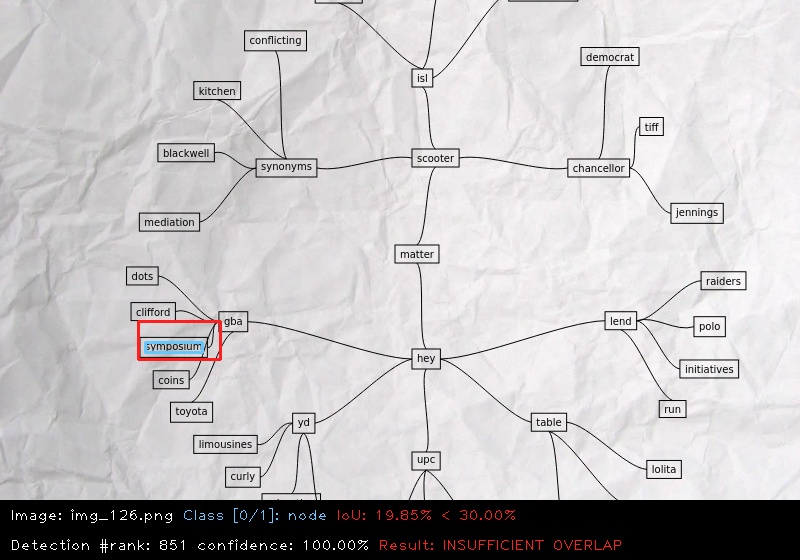 conflicting
democrat
isl
kitchen
tiff
blackwell
scooter
synonyms
chancellor
mediation
jennings
matter
dots
raiders
clifford
gba
lend
polo
symposium
hey
initiatives
coins
toyota
run
yd
table
limousines
upc
lolita
curly
Image: img_126.png Class [0/1]: node IoU: 19.85% < 30.00%
Detection #rank: 851 confidence: 100.00% Result: INSUFFICIENT OVERLAP